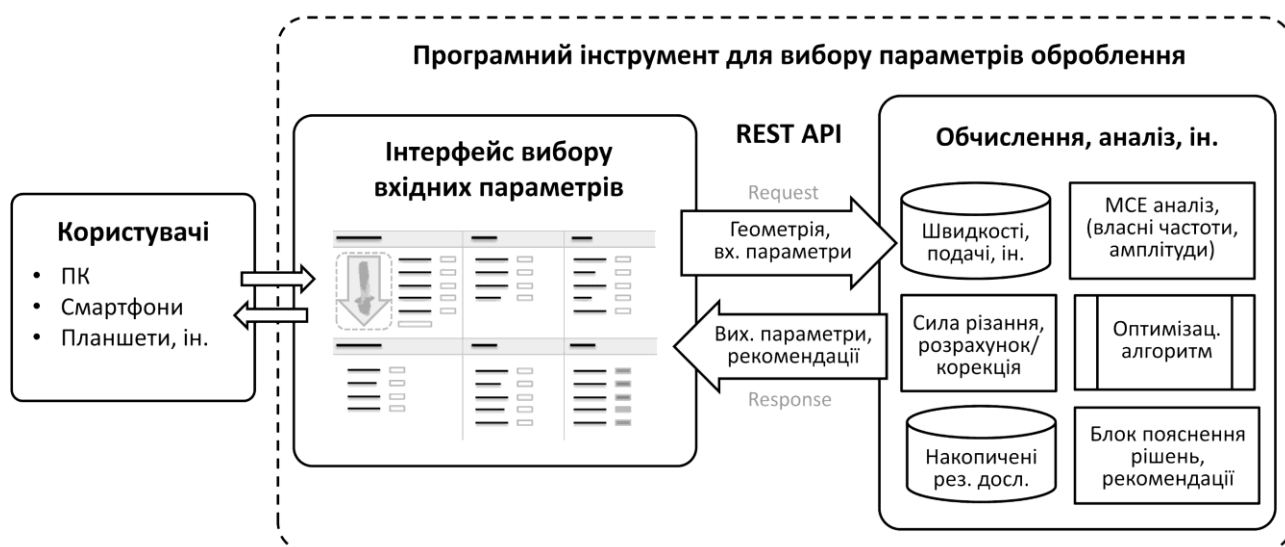 Програмний інструмент для вибору параметрів оброблення
Користувачі
• ПК
• Смартфони
• Планшети, ін.
Інтерфейс вибору
вхідних параметрів
REST API
Request
Геометрія,
вх. параметри
Вих. параметри,
рекомендації
Response
Обчислення, аналіз, ін.
Швидкості,
подачі, ін.
МСЕ аналіз,
(власні частоти,
амплітуди)
Сила різання,
розрахунок/
корекція
Оптимізац.
алгоритм
Накопичені
рез. досл.
Блок пояснення
рішень,
рекомендації